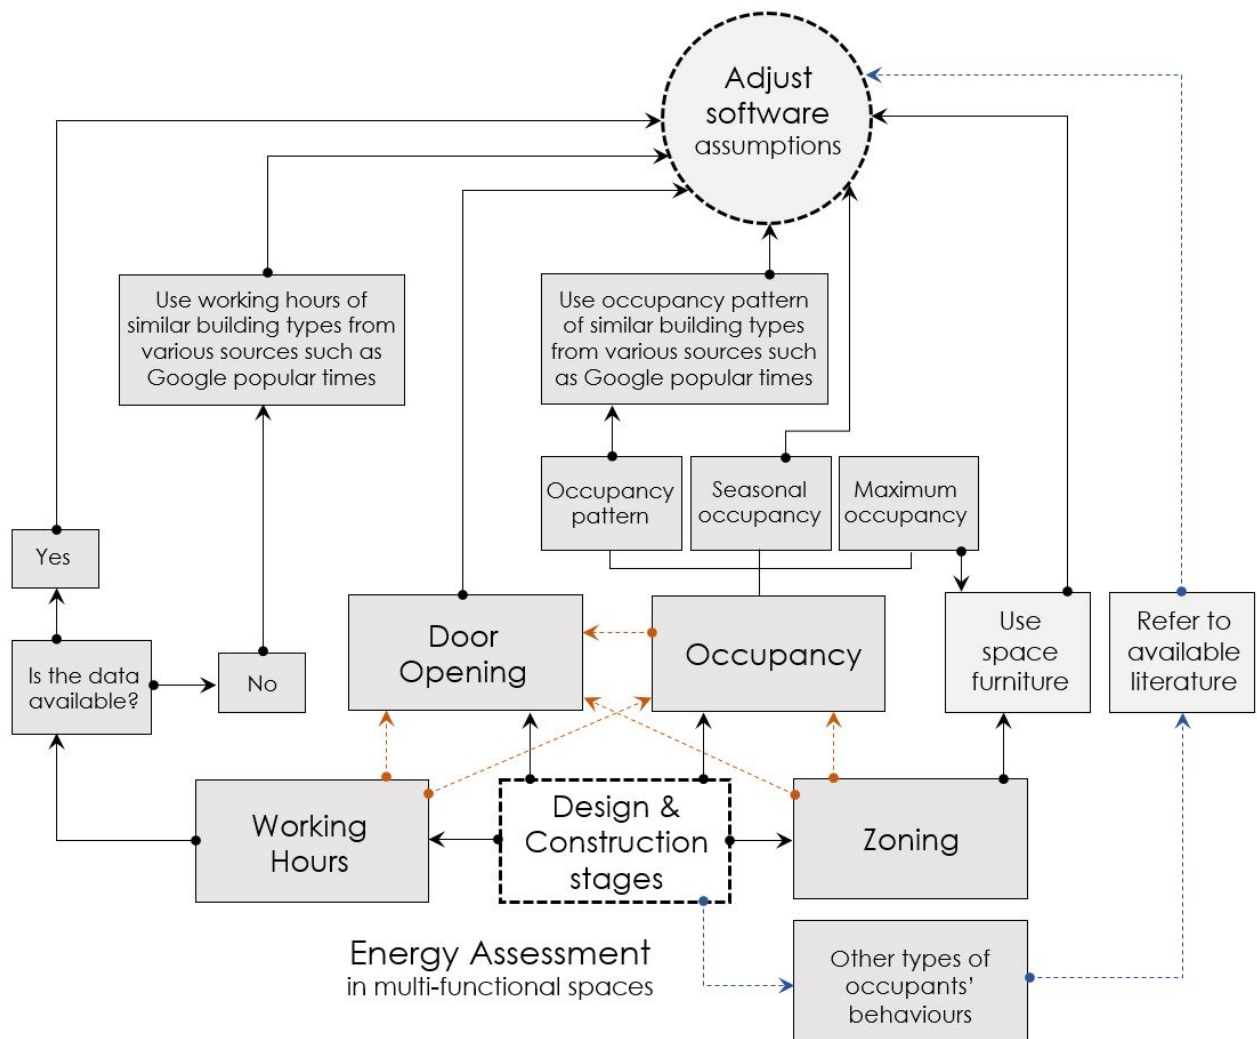 Adjust
software
assumptions
Use working hours of
similar building types from
various sources such as
Google popular times
Use occupancy pattern
of similar building types
from various sources such
as Google popular times
Occupancy
pattern
Seasonal
occupancy
Maximum
occupancy
Yes
Is the data
available?
No
Door
Opening
Occupancy
Use
space
furniture
Refer to
available
literature
Working
Hours
Design &
Construction
stages
Zoning
Energy Assessment
in multi-functional spaces
Other types of
occupants'
behaviours